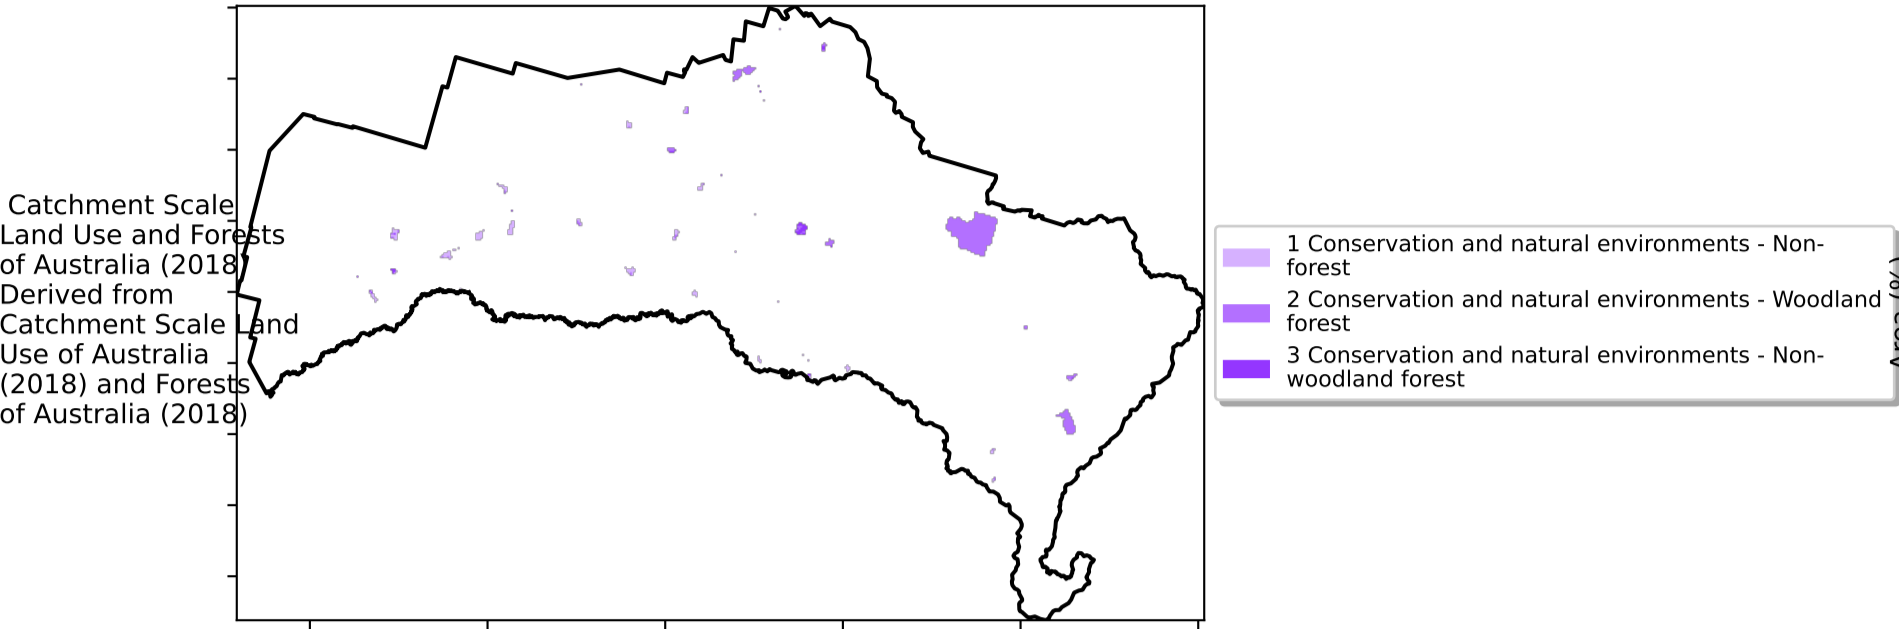 Catchment Scale
Land Use and Forests
of Australia (2018)
Derived from
Catchment Scale Land
Use of Australia
(2018) and Forests
of Australia (2018)
1 Conservation and natural environments - Non-
forest
2 Conservation and natural environments - Woodland
forest
3 Conservation and natural environments - Non-
woodland forest